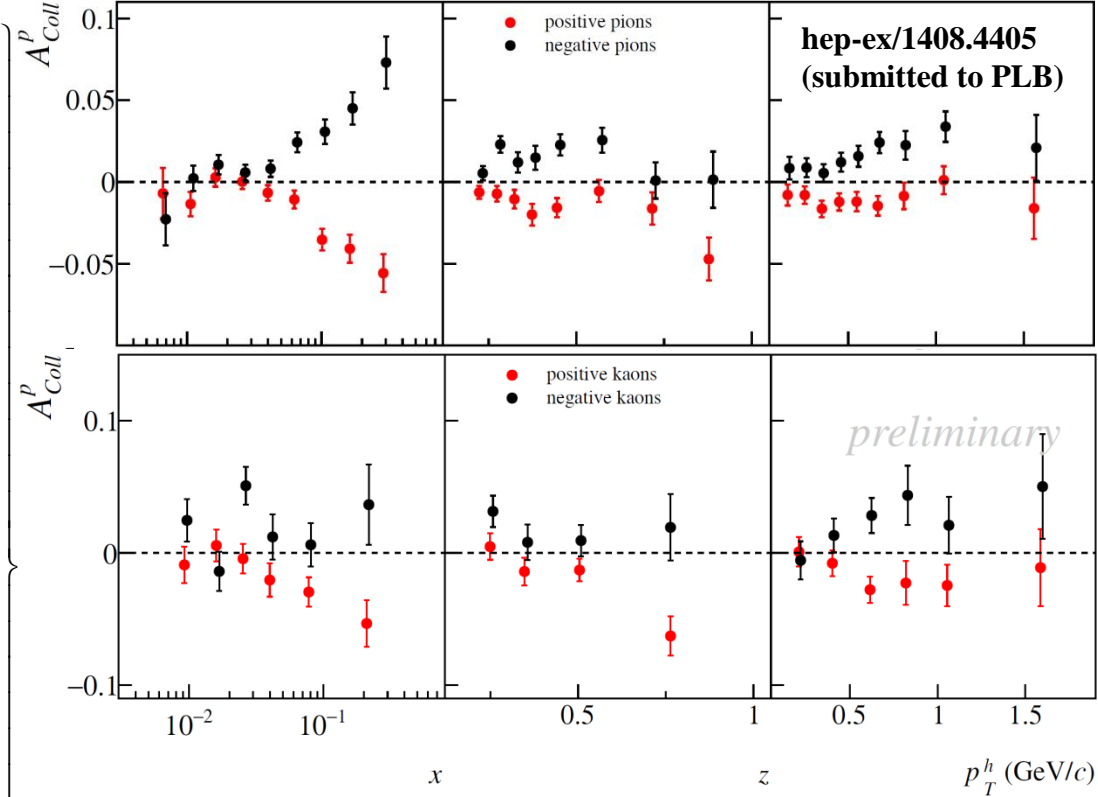 A^p_Coll
0.1
0.05
0
−0.05
positive pions
negative pions
hep-ex/1408.4405
(submitted to PLB)
A^p_Coll
0.1
0
−0.1
positive kaons
negative kaons
preliminary
10^−2
10^−1
0.5
1
0.5
1
1.5
x
z
p_T^h (GeV/c)